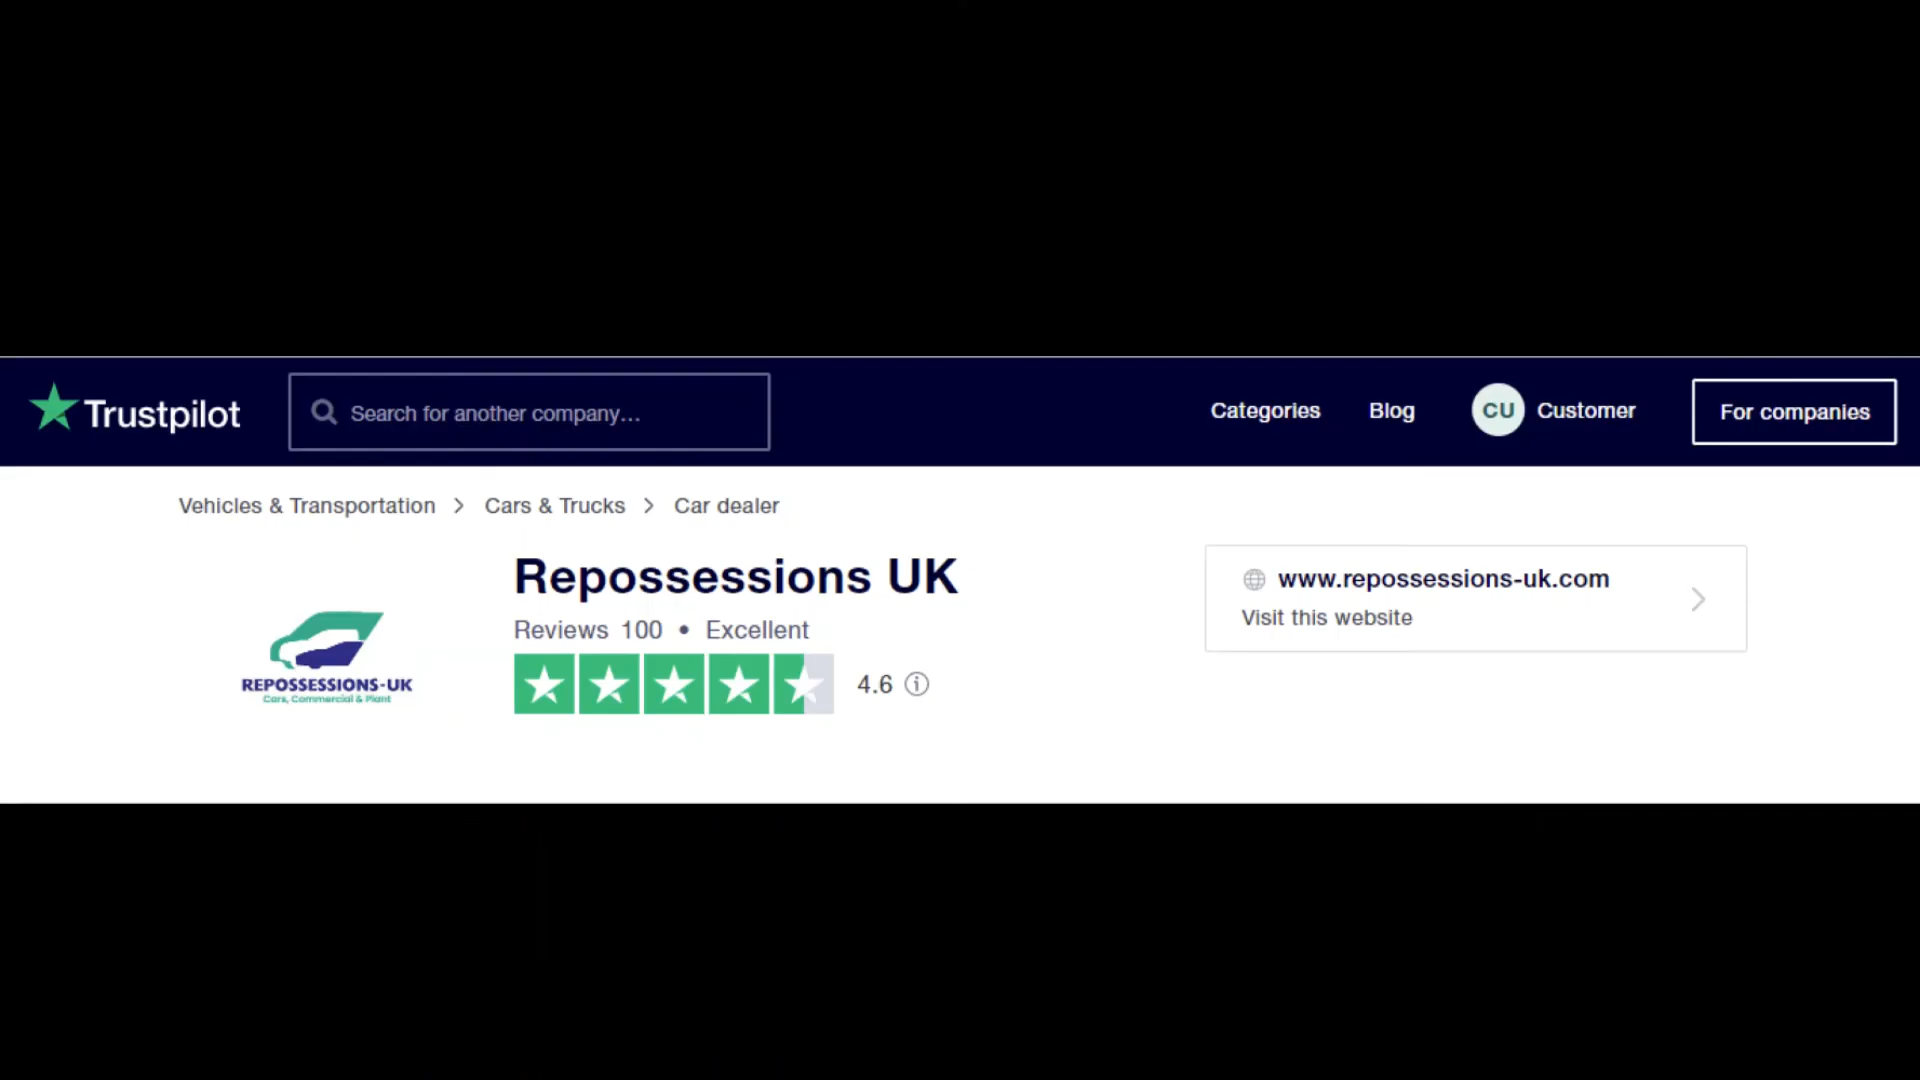 Trustpilot
Search for another company...
Categories
Blog
CU
Customer
For companies
Vehicles & Transportation > Cars & Trucks > Car dealer
Repossessions UK
Reviews 100 • Excellent
4.6
www.repossessions-uk.com
Visit this website
REPOSSESSIONS-UK
Cars, Commercial & Plant